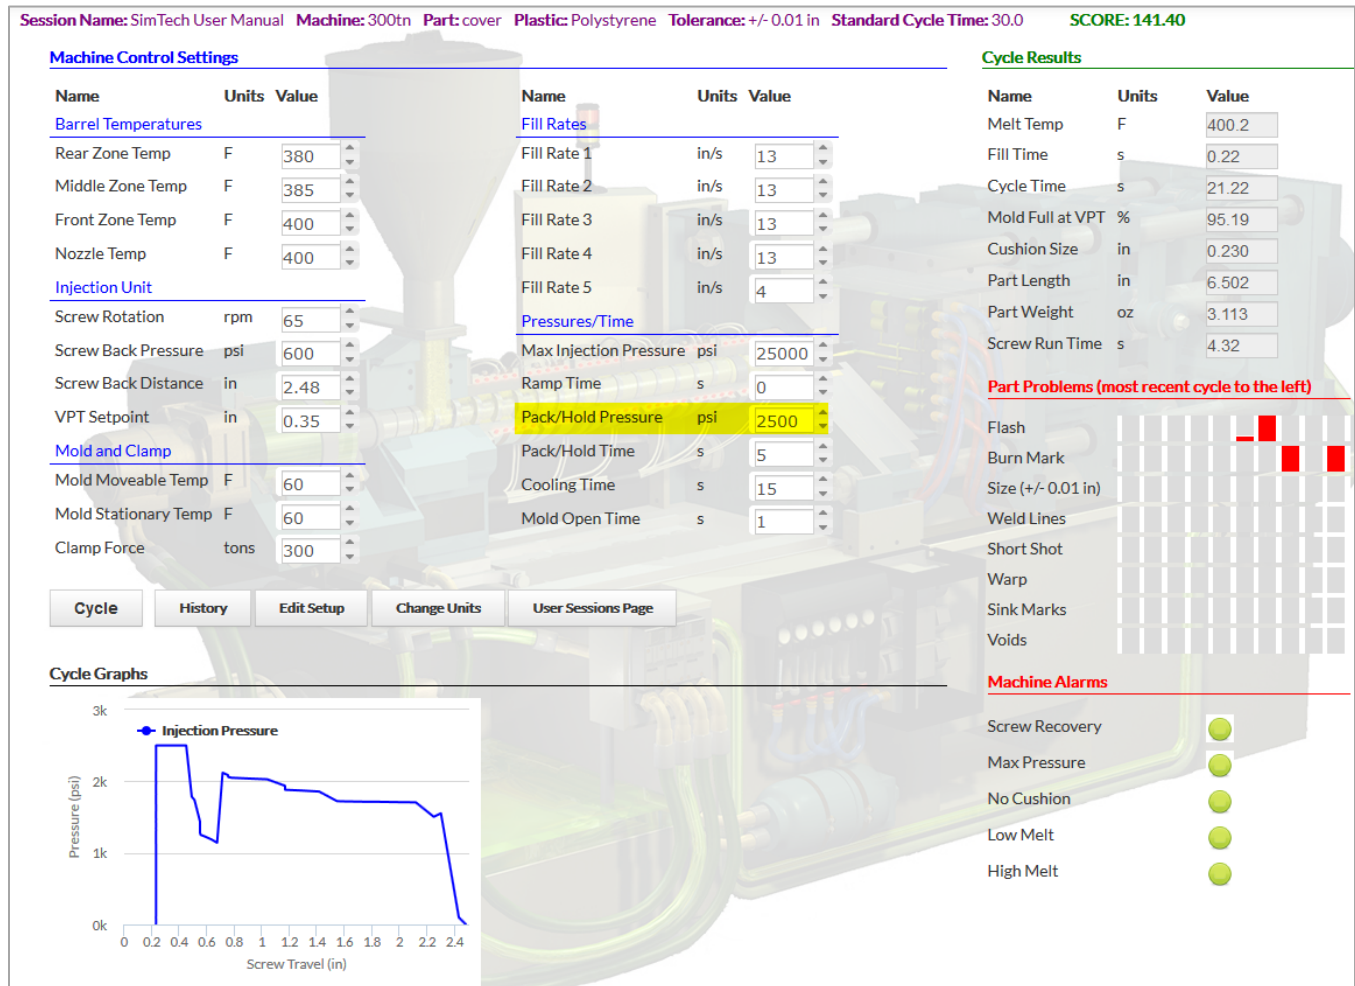 Session Name: SimTech User Manual Machine: 300tn Part: cover Plastic: Polystyrene Tolerance: +/- 0.01 in Standard Cycle Time: 30.0 SCORE: 141.40
Machine Control Settings
Name Units Value
Barrel Temperatures
Rear Zone Temp F 380
Middle Zone Temp F 385
Front Zone Temp F 400
Nozzle Temp F 400
Injection Unit
Screw Rotation rpm 65
Screw Back Pressure psi 600
Screw Back Distance in 2.48
VPT Setpoint in 0.35
Mold and Clamp
Mold Moveable Temp F 60
Mold Stationary Temp F 60
Clamp Force tons 300
Name Units Value
Fill Rates
Fill Rate 1 in/s 13
Fill Rate 2 in/s 13
Fill Rate 3 in/s 13
Fill Rate 4 in/s 13
Fill Rate 5 in/s 4
Pressures/Time
Max Injection Pressure psi 25000
Ramp Time s 0
Pack/Hold Pressure psi 2500
Pack/Hold Time s 5
Cooling Time s 15
Mold Open Time s 1
Cycle History Edit Setup Change Units User Sessions Page
Cycle Graphs
Injection Pressure
Pressure (psi)
3k
2k
1k
0k
0 0.2 0.4 0.6 0.8 1 1.2 1.4 1.6 1.8 2 2.2 2.4
Screw Travel (in)
Cycle Results
Name Units Value
Melt Temp F 400.2
Fill Time s 0.22
Cycle Time s 21.22
Mold Full at VPT % 95.19
Cushion Size in 0.230
Part Length in 6.502
Part Weight oz 3.113
Screw Run Time s 4.32
Part Problems (most recent cycle to the left)
Flash
Burn Mark
Size (+/- 0.01 in)
Weld Lines
Short Shot
Warp
Sink Marks
Voids
Machine Alarms
Screw Recovery
Max Pressure
No Cushion
Low Melt
High Melt